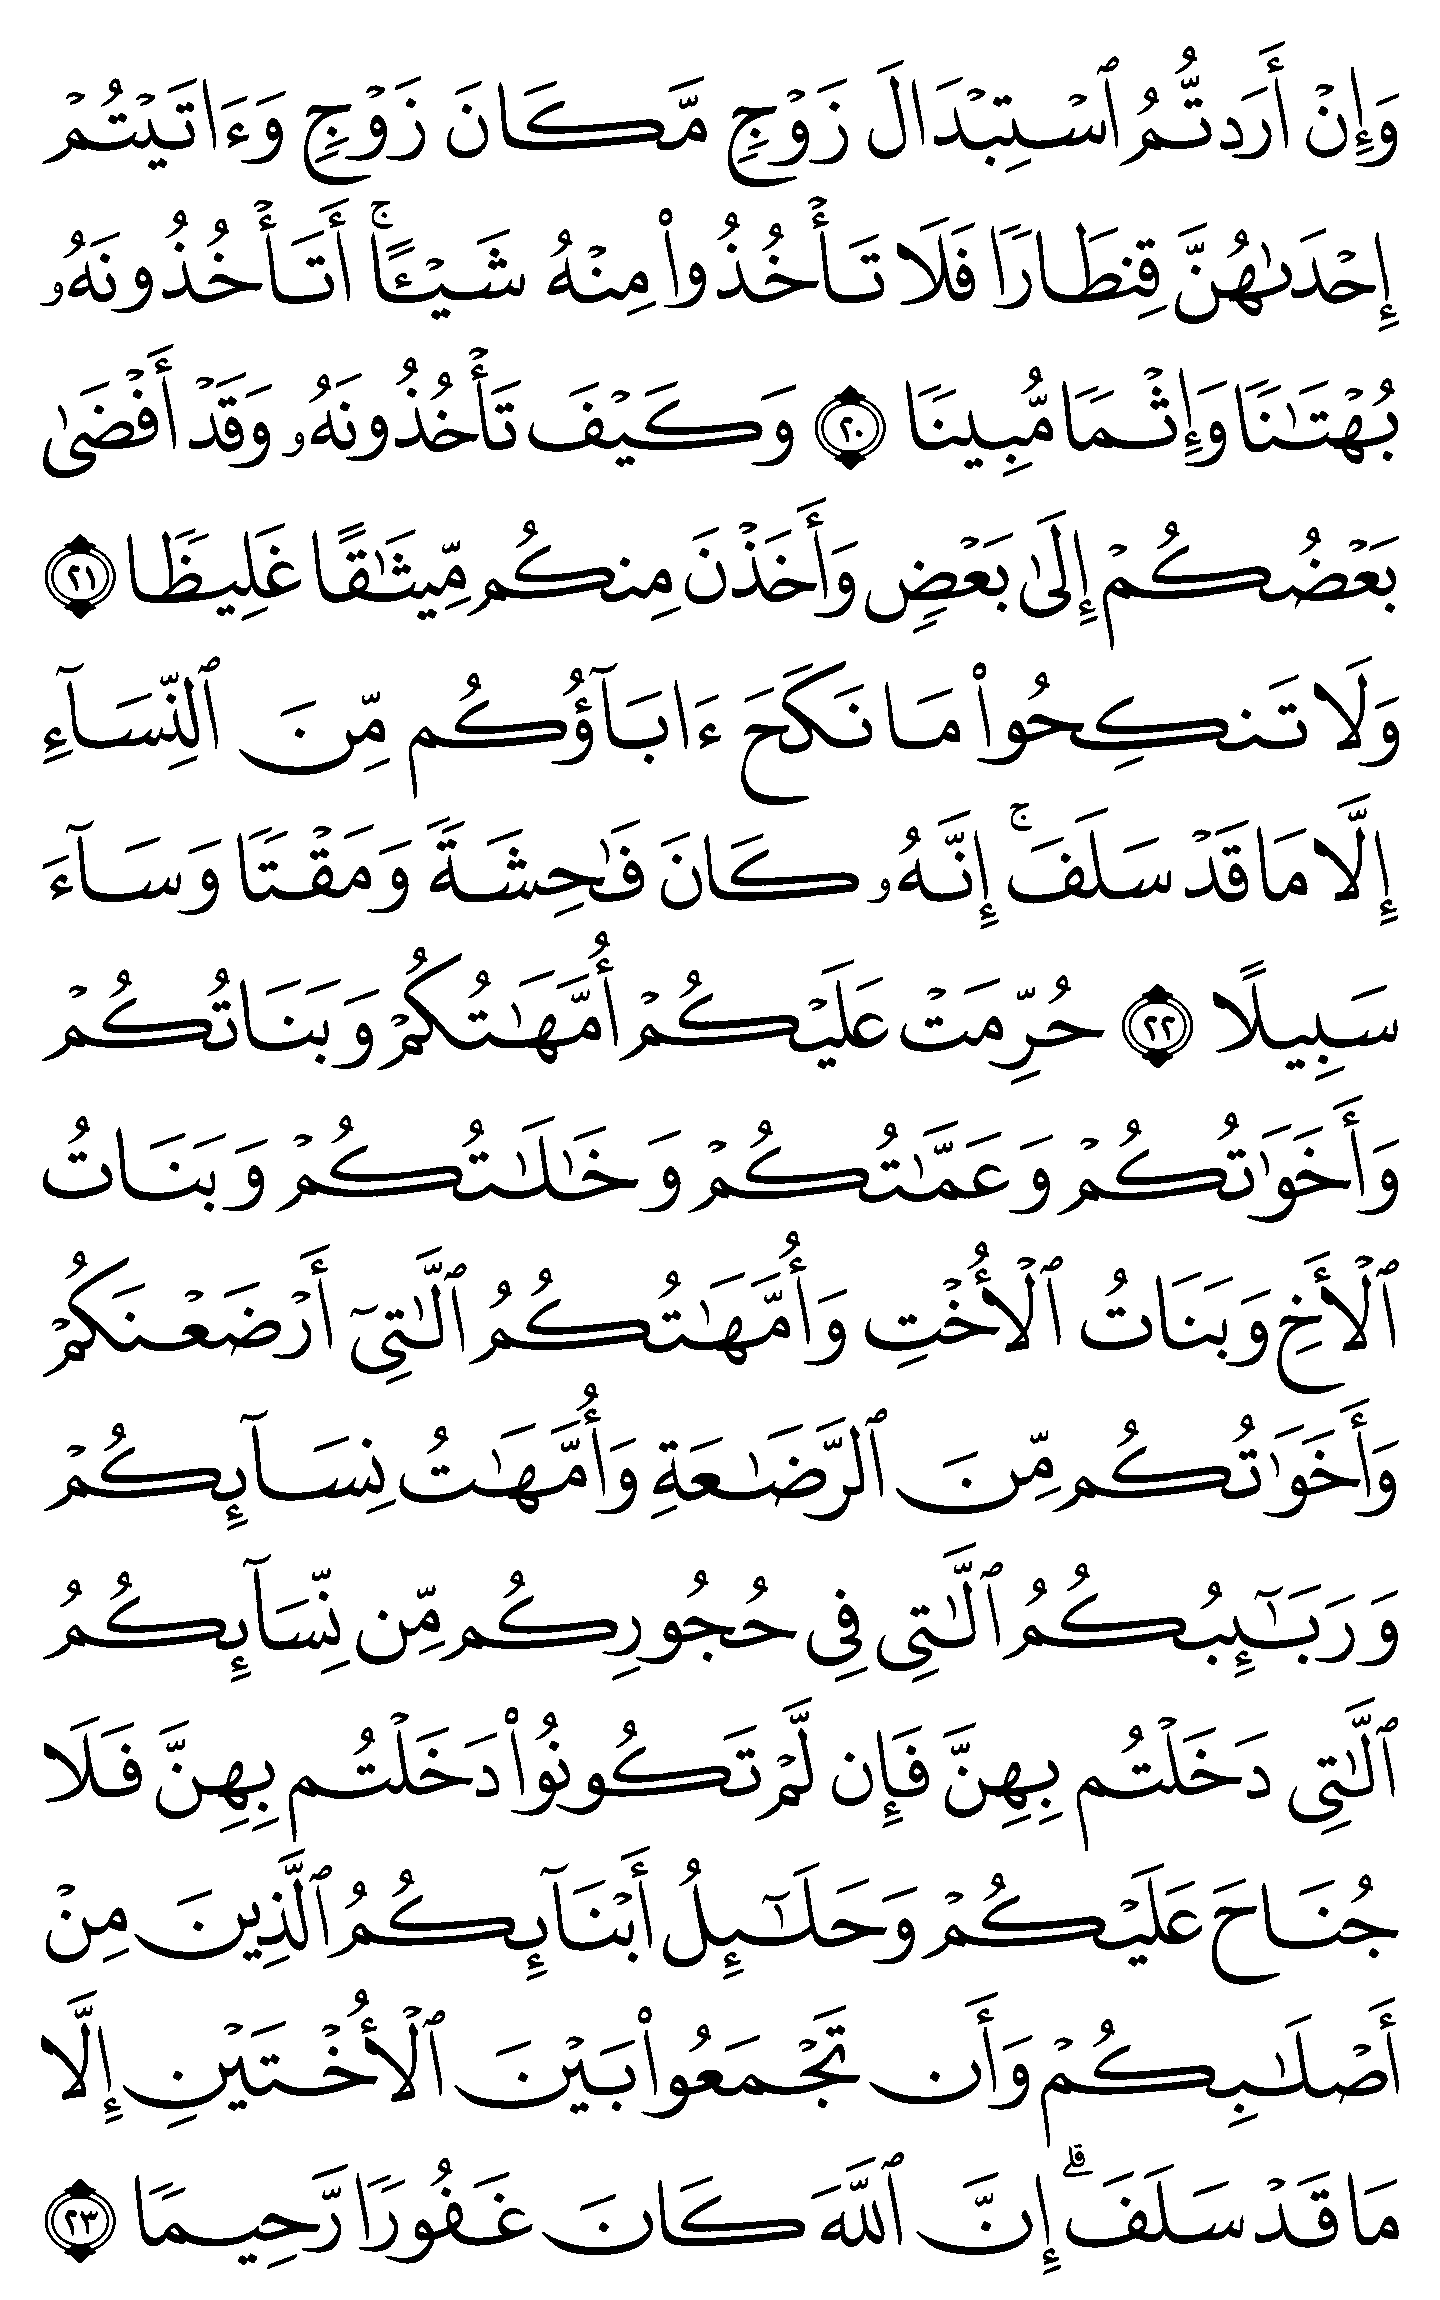 وَإِنْ أَرَدتُّمُ ٱسْتِبْدَالَ زَوْجٍ مَّكَانَ زَوْجٍ وَءَاتَيْتُمْ
إِحْدَىٰهُنَّ قِنطَارًا فَلَا تَأْخُذُوا۟ مِنْهُ شَيْـًٔا ۚ أَتَأْخُذُونَهُۥ
بُهْتَـٰنًا وَإِثْمًا مُّبِينًا ٢٠ وَكَيْفَ تَأْخُذُونَهُۥ وَقَدْ أَفْضَىٰ
بَعْضُكُمْ إِلَىٰ بَعْضٍ وَأَخَذْنَ مِنكُم مِّيثَـٰقًا غَلِيظًا ٢١
وَلَا تَنكِحُوا۟ مَا نَكَحَ ءَابَآؤُكُم مِّنَ ٱلنِّسَآءِ
إِلَّا مَا قَدْ سَلَفَ ۚ إِنَّهُۥ كَانَ فَـٰحِشَةً وَمَقْتًا وَسَآءَ
سَبِيلًا ٢٢ حُرِّمَتْ عَلَيْكُمْ أُمَّهَـٰتُكُمْ وَبَنَاتُكُمْ
وَأَخَوَٰتُكُمْ وَعَمَّـٰتُكُمْ وَخَـٰلَـٰتُكُمْ وَبَنَاتُ
ٱلْأَخِ وَبَنَاتُ ٱلْأُخْتِ وَأُمَّهَـٰتُكُمُ ٱلَّـٰتِىٓ أَرْضَعْنَكُمْ
وَأَخَوَٰتُكُم مِّنَ ٱلرَّضَـٰعَةِ وَأُمَّهَـٰتُ نِسَآئِكُمْ
وَرَبَـٰٓئِبُكُمُ ٱلَّـٰتِى فِى حُجُورِكُم مِّن نِّسَآئِكُمُ
ٱلَّـٰتِى دَخَلْتُم بِهِنَّ فَإِن لَّمْ تَكُونُوا۟ دَخَلْتُم بِهِنَّ فَلَا
جُنَاحَ عَلَيْكُمْ وَحَلَـٰٓئِلُ أَبْنَآئِكُمُ ٱلَّذِينَ مِنْ
أَصْلَـٰبِكُمْ وَأَن تَجْمَعُوا۟ بَيْنَ ٱلْأُخْتَيْنِ إِلَّا
مَا قَدْ سَلَفَ ۗ إِنَّ ٱللَّهَ كَانَ غَفُورًا رَّحِيمًا ٢٣